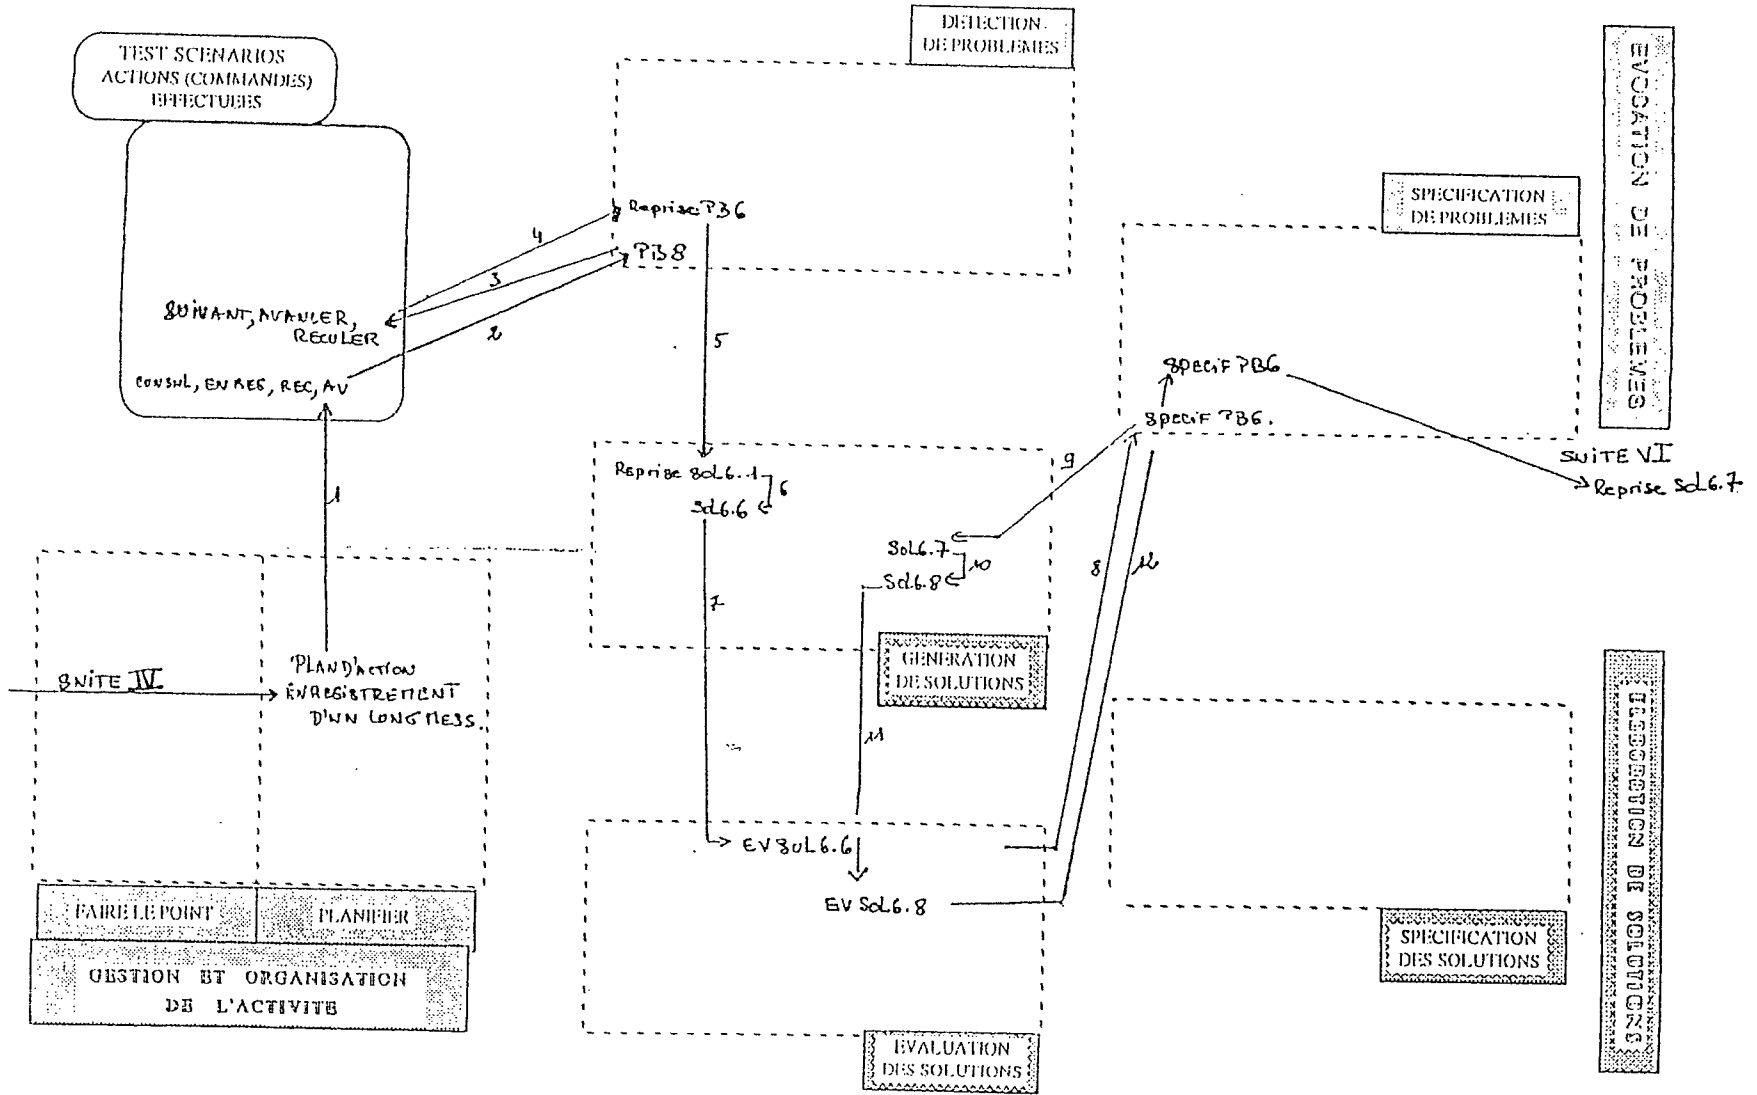 DETECTION
DE PROBLEMES
TEST SCENARIOS
ACTIONS (COMMANDES)
EFFECTUEES
EVOCATION DE PROBLEMES
SPECIFICATION
DE PROBLEMES
Reprise PB6
4
PB8
3
SUIVANT, AVANCER,
RECULER
2
5
CONSUL, ENREG, REC, AV
SPECIF PB6
SPECIF PB6.
SUITE VI
Reprise SOL6.7
9
Reprise SOL6.1
6
SOL6.6
1
SOL6.7
10
SOL6.8
8
12
7
GENERATION
DE SOLUTIONS
PLAN D'ACTION
SUITE IV
ENREGISTREMENT
D'UN LONG MESS.
11
ELABORATION DE SOLUTIONS
EV SOL6.6
EV SOL6.8
FAIRE LE POINT
PLANIFIER
SPECIFICATION
DES SOLUTIONS
GESTION ET ORGANISATION
DE L'ACTIVITE
EVALUATION
DES SOLUTIONS